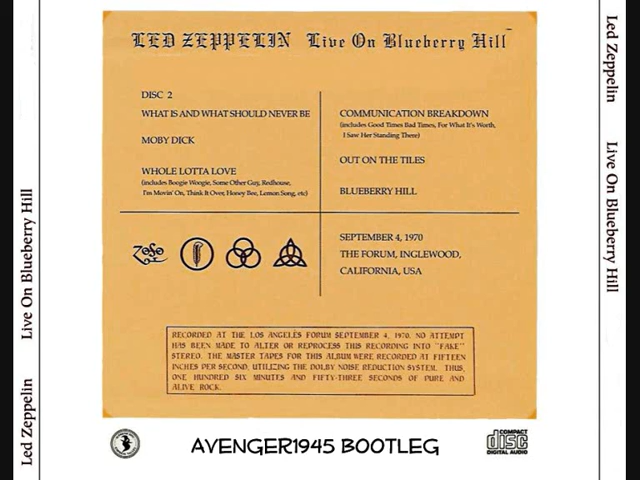 LED ZEPPELIN Live On Blueberry Hill
DISC 2
WHAT IS AND WHAT SHOULD NEVER BE
MOBY DICK
WHOLE LOTTA LOVE
(includes Boogie Woogie, Some Other Guy, Redhouse,
I'm Movin' On, Think It Over, Honey Bee, Lemon Song, etc)
COMMUNICATION BREAKDOWN
(includes Good Times Bad Times, For What It's Worth,
I Saw Her Standing There)
OUT ON THE TILES
BLUEBERRY HILL
ZOSO
SEPTEMBER 4, 1970
THE FORUM, INGLEWOOD,
CALIFORNIA, USA
RECORDED AT THE LOS ANGELES FORUM SEPTEMBER 4, 1970. NO ATTEMPT
HAS BEEN MADE TO ALTER OR REPROCESS THIS RECORDING INTO "FAKE"
STEREO. THE MASTER TAPES FOR THIS ALBUM WERE RECORDED AT FIFTEEN
INCHES PER SECOND, UTILIZING THE DOLBY NOISE REDUCTION SYSTEM. THUS,
ONE HUNDRED SIX MINUTES AND FIFTY-THREE SECONDS OF PURE AND
ALIVE ROCK.
AVENGER1945 BOOTLEG
COMPACT
disc
DIGITAL AUDIO
Led Zeppelin Live On Blueberry Hill
Led Zeppelin Live On Blueberry Hill